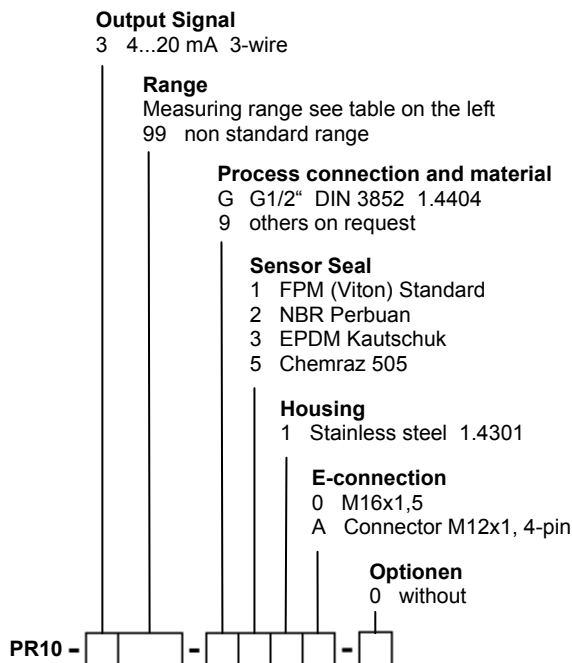 Output Signal
3 4...20 mA 3-wire
Range
Measuring range see table on the left
99 non standard range
Process connection and material
G G1/2“ DIN 3852 1.4404
9 others on request
Sensor Seal
1 FPM (Viton) Standard
2 NBR Perbuan
3 EPDM Kautschuk
5 Chemraz 505
Housing
1 Stainless steel 1.4301
E-connection
0 M16x1,5
A Connector M12x1, 4-pin
Optionen
0 without
PR10 - - -